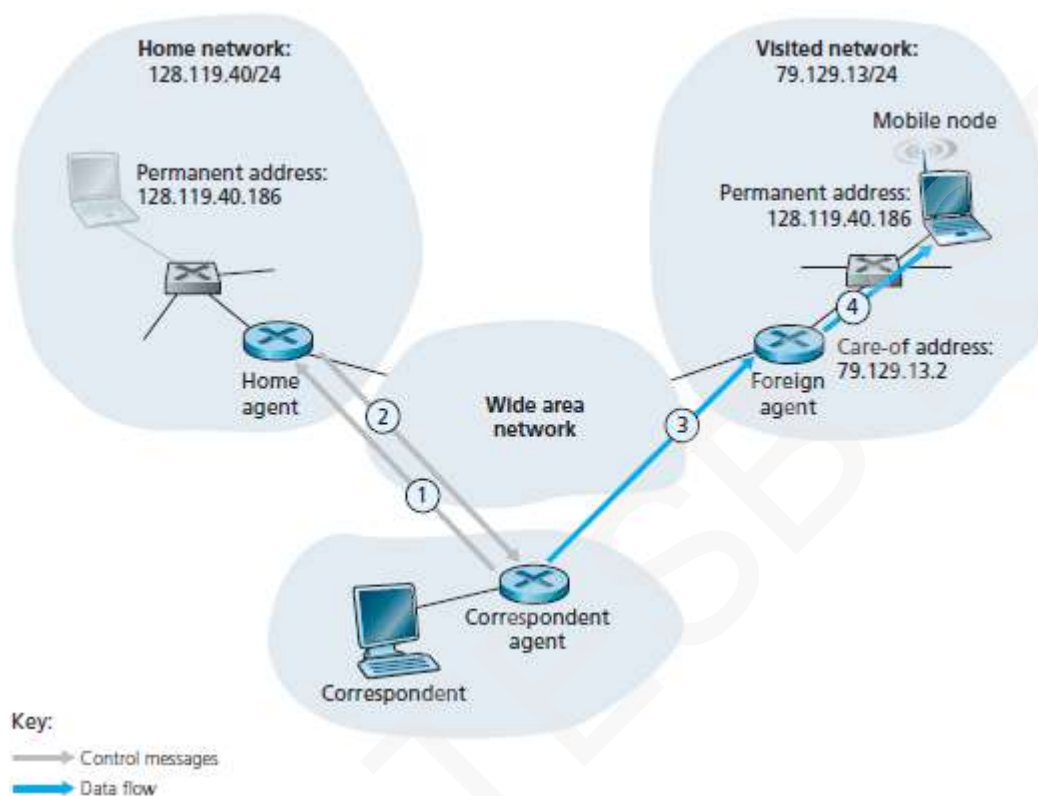 Home network:
128.119.40/24
Visited network:
79.129.13/24
Mobile node
Permanent address:
128.119.40.186
Permanent address:
128.119.40.186
4
Care-of address:
79.129.13.2
Home
agent
Foreign
agent
Wide area
network
2
3
1
Correspondent
agent
Correspondent
Key:
Control messages
Data flow